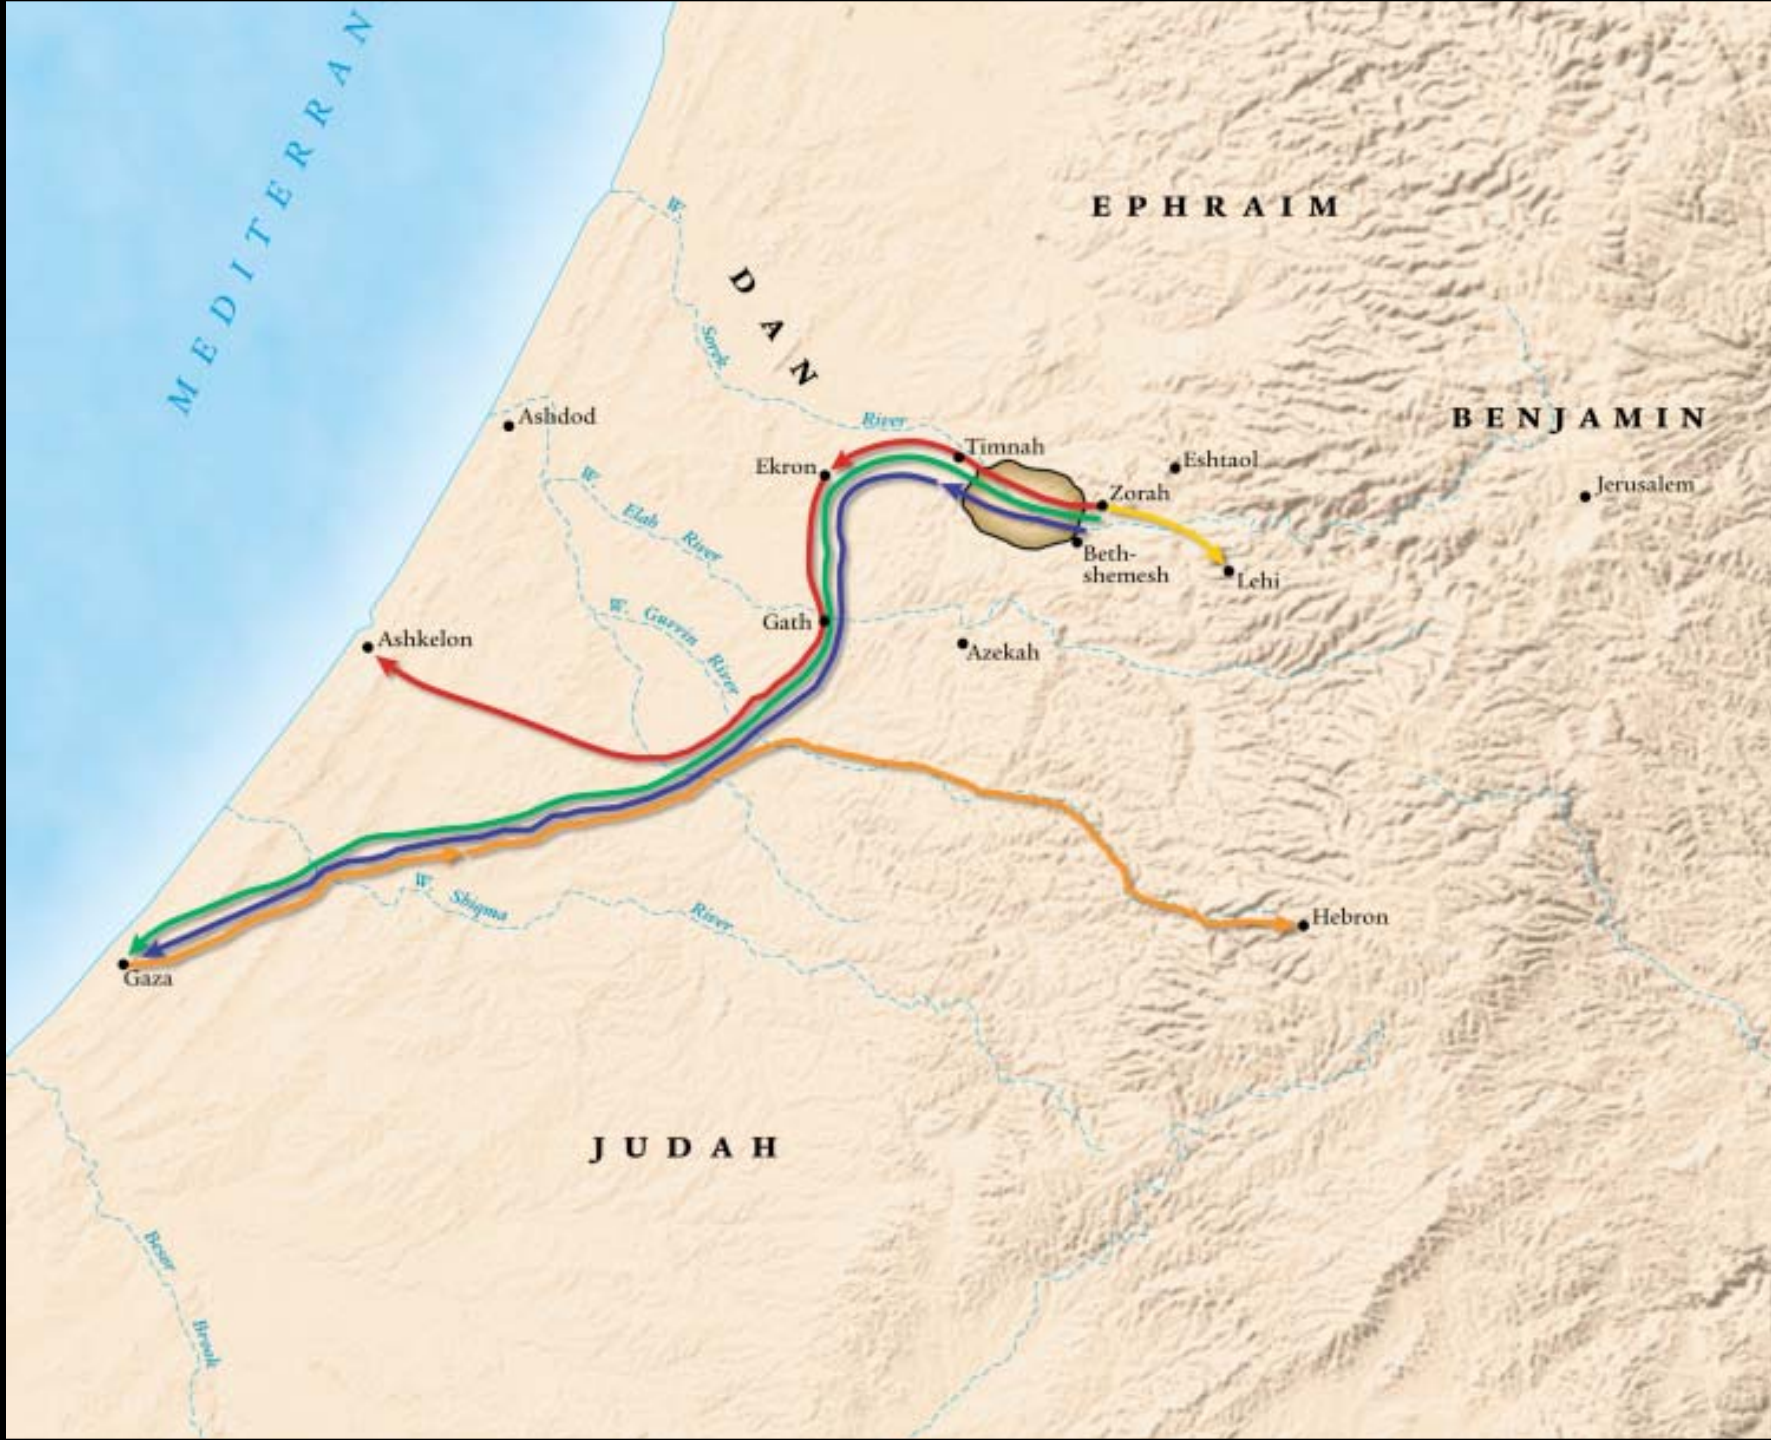 MEDITERRAN
EPHRAIM
W.
DAN
Sorek
River
Ashdod
BENJAMIN
Timnah
Ekron
Eshtaol
Jerusalem
Zorah
W.
Elah
River
Beth-
shemesh
Lehi
W.
Guvrin
River
Gath
Ashkelon
Azekah
W.
Shiqma
River
Hebron
Gaza
JUDAH
Besor
Brook